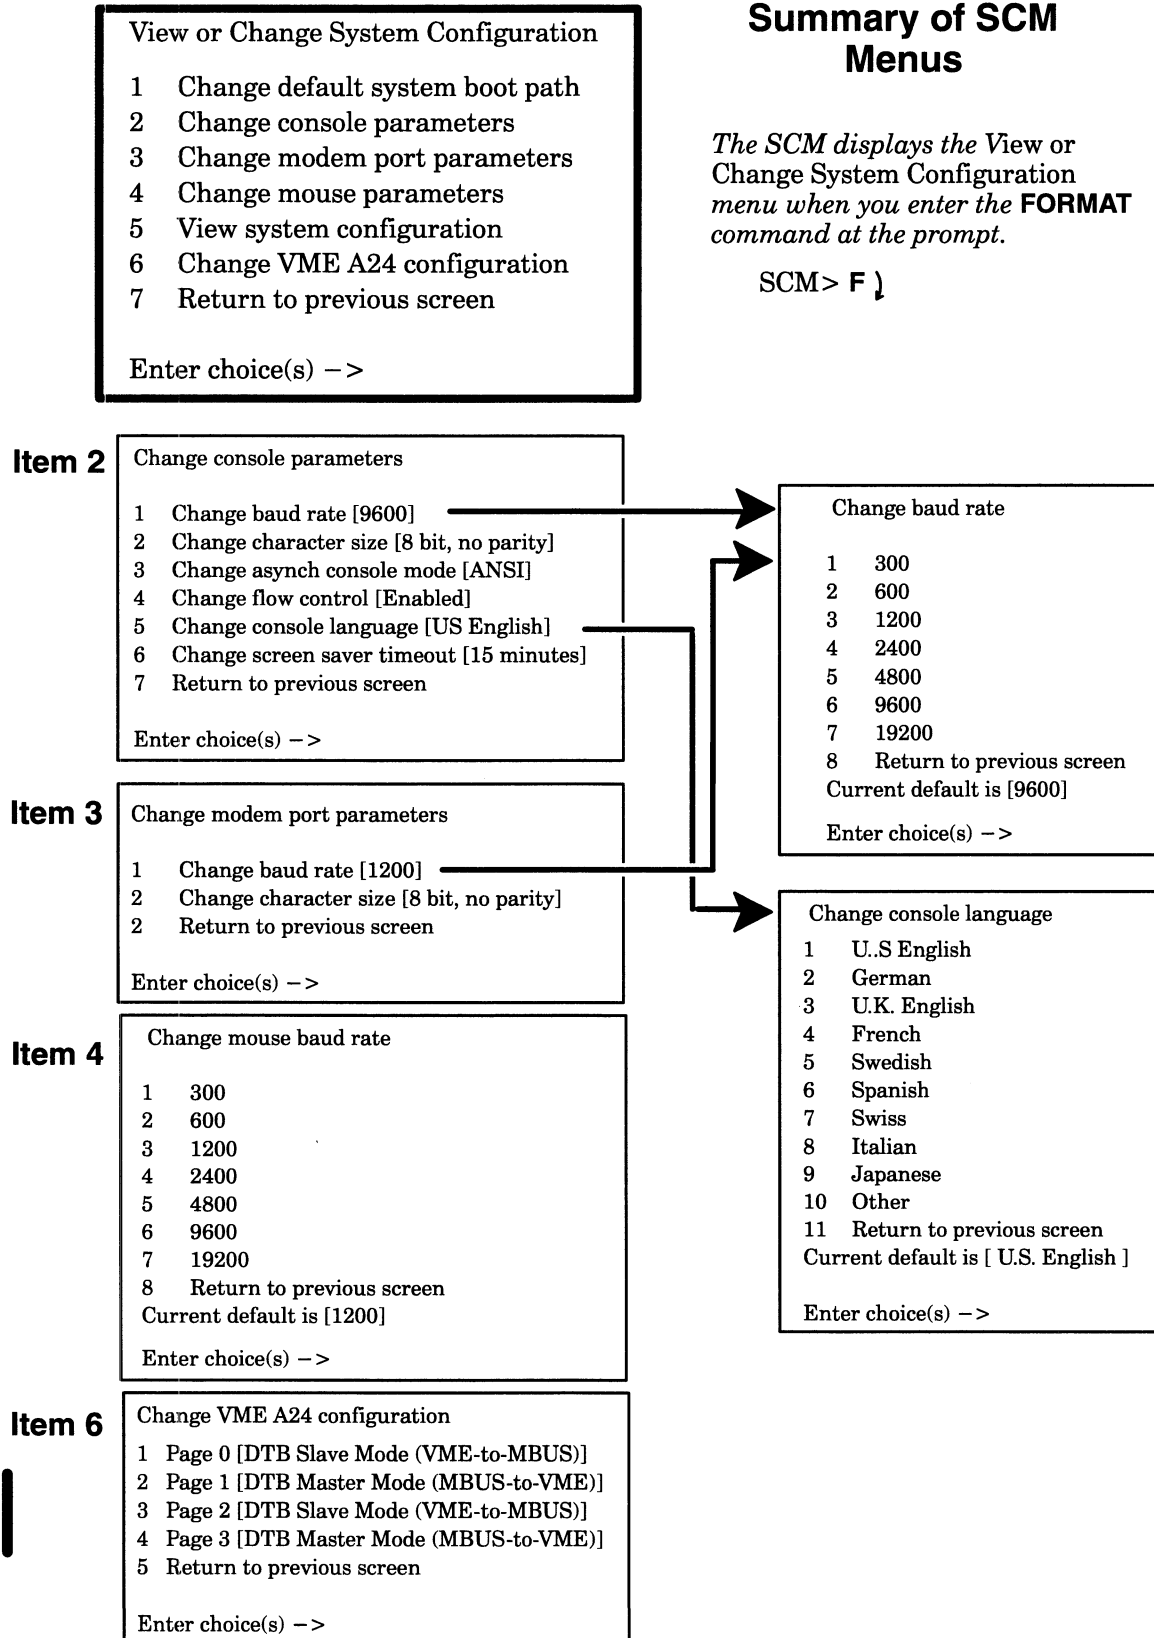 Summary of SCM
Menus
The SCM displays the View or
Change System Configuration
menu when you enter the FORMAT
command at the prompt.
SCM> F
View or Change System Configuration
1 Change default system boot path
2 Change console parameters
3 Change modem port parameters
4 Change mouse parameters
5 View system configuration
6 Change VME A24 configuration
7 Return to previous screen
Enter choice(s) −>
Item 2
Change console parameters
1 Change baud rate [9600]
2 Change character size [8 bit, no parity]
3 Change asynch console mode [ANSI]
4 Change flow control [Enabled]
5 Change console language [US English]
6 Change screen saver timeout [15 minutes]
7 Return to previous screen
Enter choice(s) −>
Change baud rate
1 300
2 600
3 1200
4 2400
5 4800
6 9600
7 19200
8 Return to previous screen
Current default is [9600]
Enter choice(s) −>
Item 3
Change modem port parameters
1 Change baud rate [1200]
2 Change character size [8 bit, no parity]
2 Return to previous screen
Enter choice(s) −>
Change console language
1 U..S English
2 German
3 U.K. English
4 French
5 Swedish
6 Spanish
7 Swiss
8 Italian
9 Japanese
10 Other
11 Return to previous screen
Current default is [ U.S. English ]
Enter choice(s) −>
Item 4
Change mouse baud rate
1 300
2 600
3 1200
4 2400
5 4800
6 9600
7 19200
8 Return to previous screen
Current default is [1200]
Enter choice(s) −>
Item 6
Change VME A24 configuration
1 Page 0 [DTB Slave Mode (VME-to-MBUS)]
2 Page 1 [DTB Master Mode (MBUS-to-VME)]
3 Page 2 [DTB Slave Mode (VME-to-MBUS)]
4 Page 3 [DTB Master Mode (MBUS-to-VME)]
5 Return to previous screen
Enter choice(s) −>